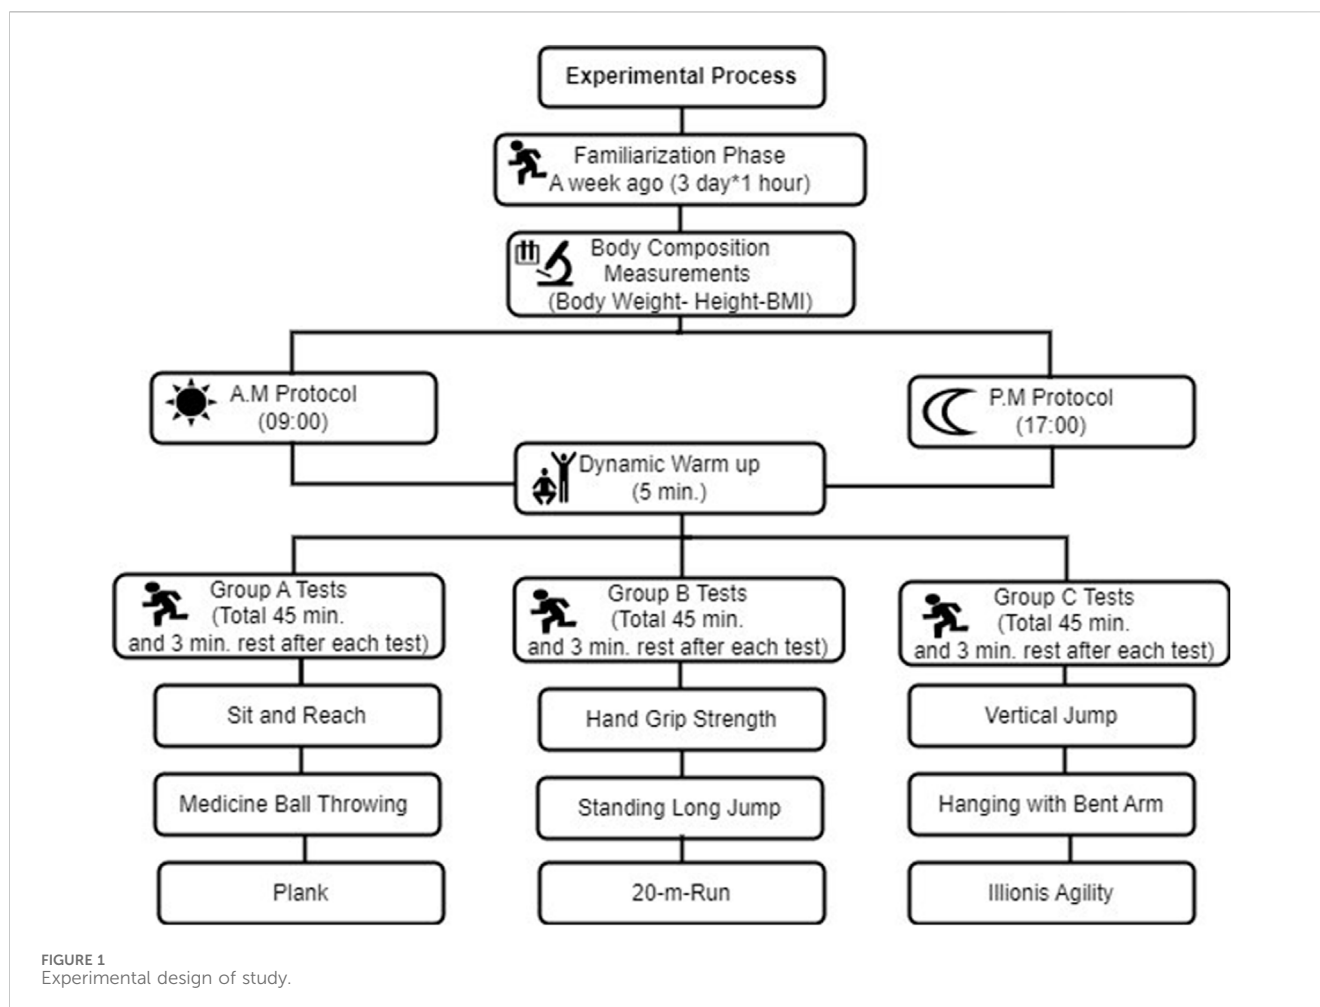 Experimental Process
Familiarization Phase
A week ago (3 day*1 hour)
Body Composition
Measurements
(Body Weight- Height-BMI)
A.M Protocol
(09:00)
P.M Protocol
(17:00)
Dynamic Warm up
(5 min.)
Group A Tests
(Total 45 min.
and 3 min. rest after each test)
Group B Tests
(Total 45 min.
and 3 min. rest after each test)
Group C Tests
(Total 45 min.
and 3 min. rest after each test)
Sit and Reach
Hand Grip Strength
Vertical Jump
Medicine Ball Throwing
Standing Long Jump
Hanging with Bent Arm
Plank
20-m-Run
Illionis Agility
FIGURE 1
Experimental design of study.